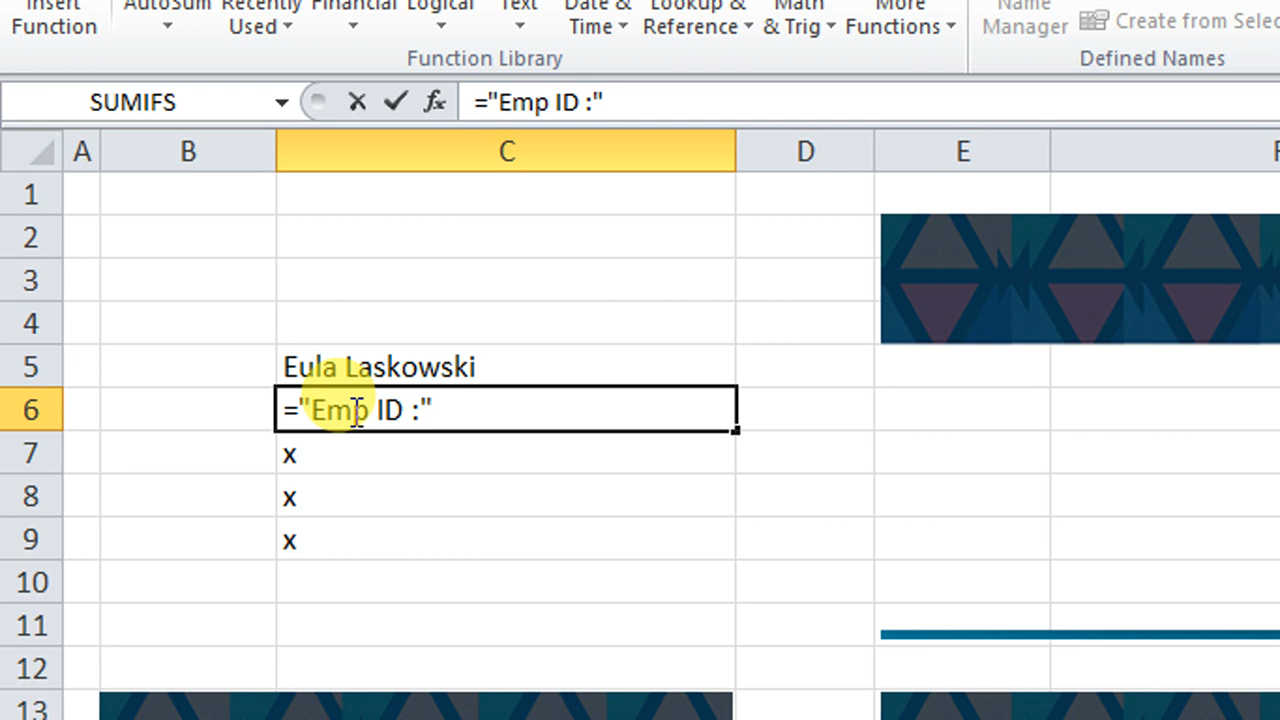 Insert Function
AutoSum
Recently Used
Financial
Logical
Text
Date & Time
Lookup & Reference
Math & Trig
More Functions
Name Manager
Create from Selec
Function Library
Defined Names
SUMIFS
="Emp ID :"
A B C D E F
1
2
3
4
5 Eula Laskowski
6 ="Emp ID :"
7 x
8 x
9 x
10
11
12
13